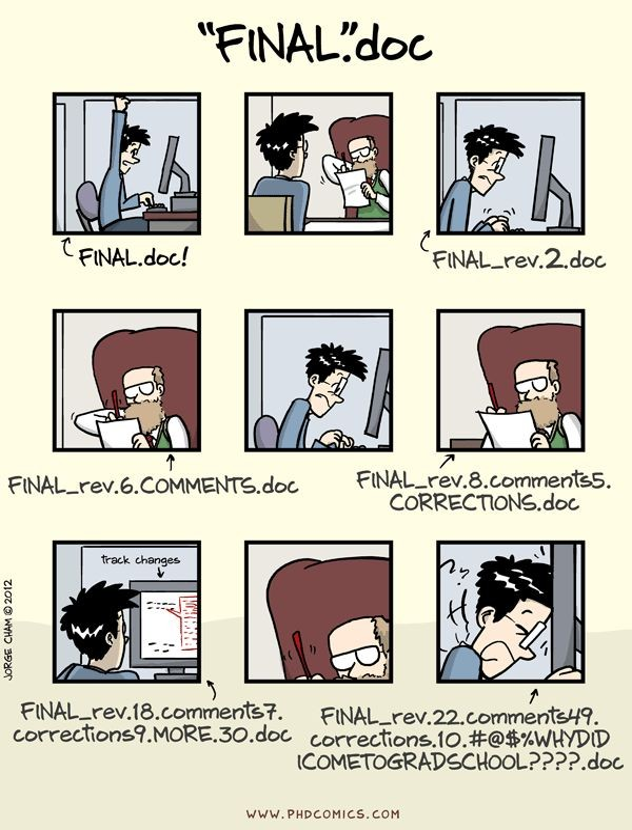 "FINAL".doc
FINAL.doc!
FINAL_rev.2.doc
FINAL_rev.6.COMMENTS.doc
FINAL_rev.8.comments5.
CORRECTIONS.doc
track changes
FINAL_rev.18.comments7.
corrections9.MORE.30.doc
FINAL_rev.22.comments49.
corrections.10.#@$%WHYDID
ICOMETOGRADSCHOOL????.doc
JORGE CHAM © 2012
WWW.PHDCOMICS.COM